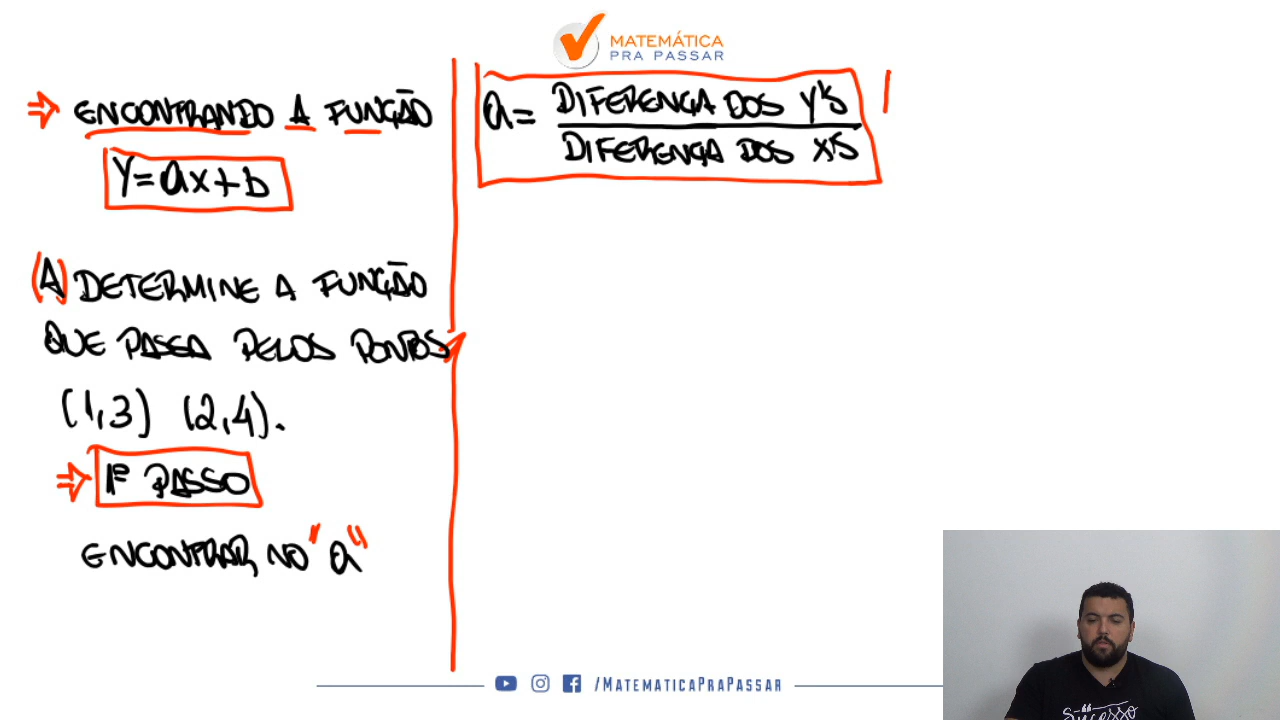 MATEMÁTICA
PRA PASSAR
⇒ ENCONTRANDO A FUNÇÃO
Y=ax+b
(A) DETERMINE A FUNÇÃO
QUE PASSA PELOS PONTOS
(1,3) (2,4).
⇒ 1º PASSO
ENCONTRAR NO "a"
a= DIFERENÇA DOS Y'S
DIFERENÇA DOS X'S
/MATEMATICAPRAPASSAR
Sucesso